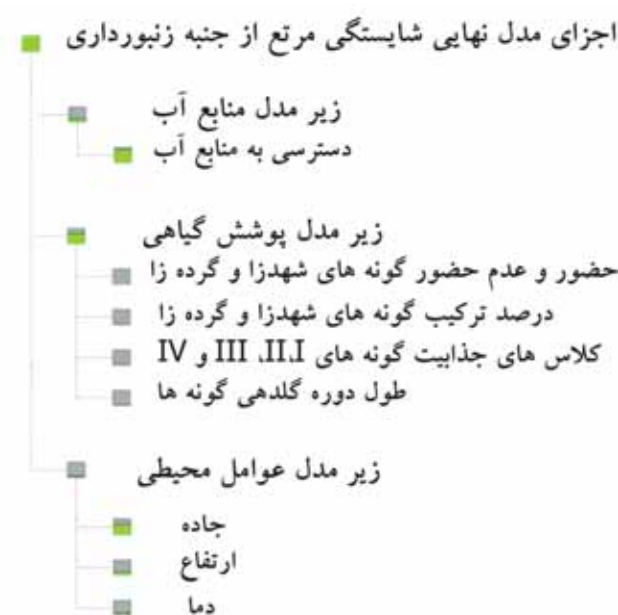 اجزای مدل نهایی شایستگی مرتع از جنبه زنبورداری
زیر مدل منابع آب
دسترسی به منابع آب
زیر مدل پوشش گیاهی
حضور و عدم حضور گونه های شهدزا و گرده زا
درصد ترکیب گونه های شهدزا و گرده زا
کلاس های جذابیت گونه های II،I، III و IV
طول دوره گلدهی گونه ها
زیر مدل عوامل محیطی
جاده
ارتفاع
دما